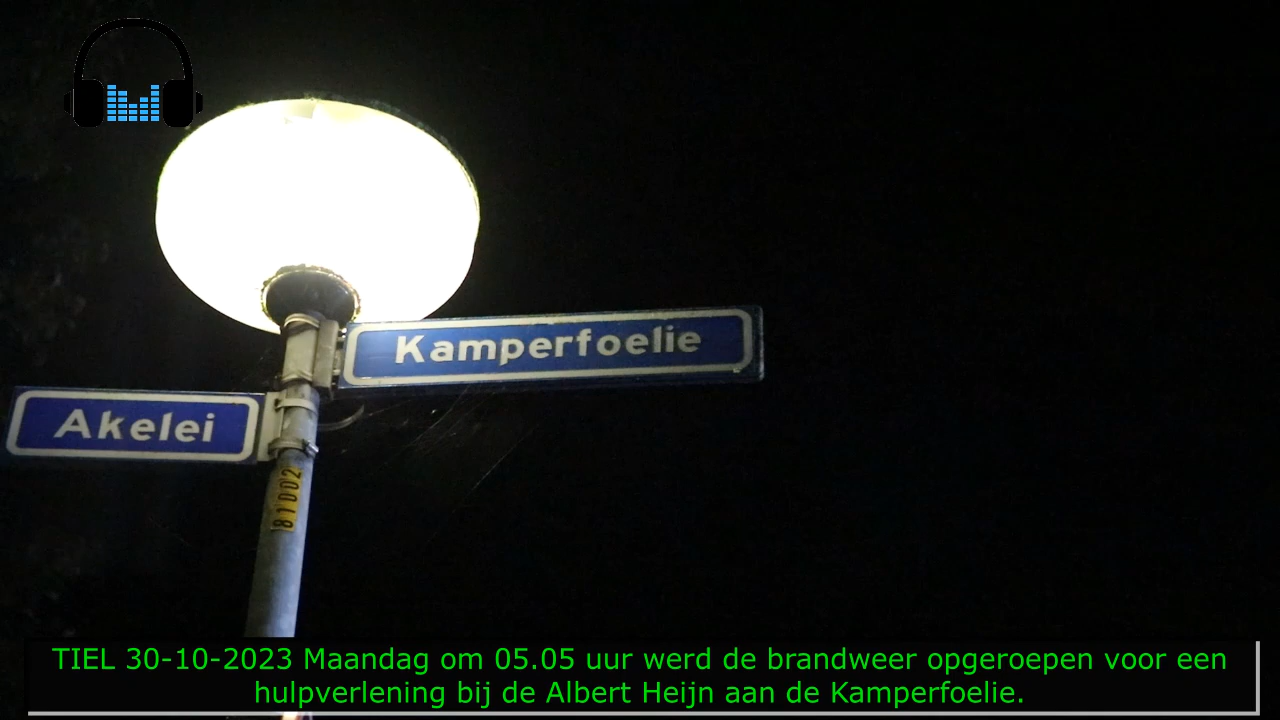 Kamperfoelie
Akelei
81002
TIEL 30-10-2023 Maandag om 05.05 uur werd de brandweer opgeroepen voor een
hulpverlening bij de Albert Heijn aan de Kamperfoelie.